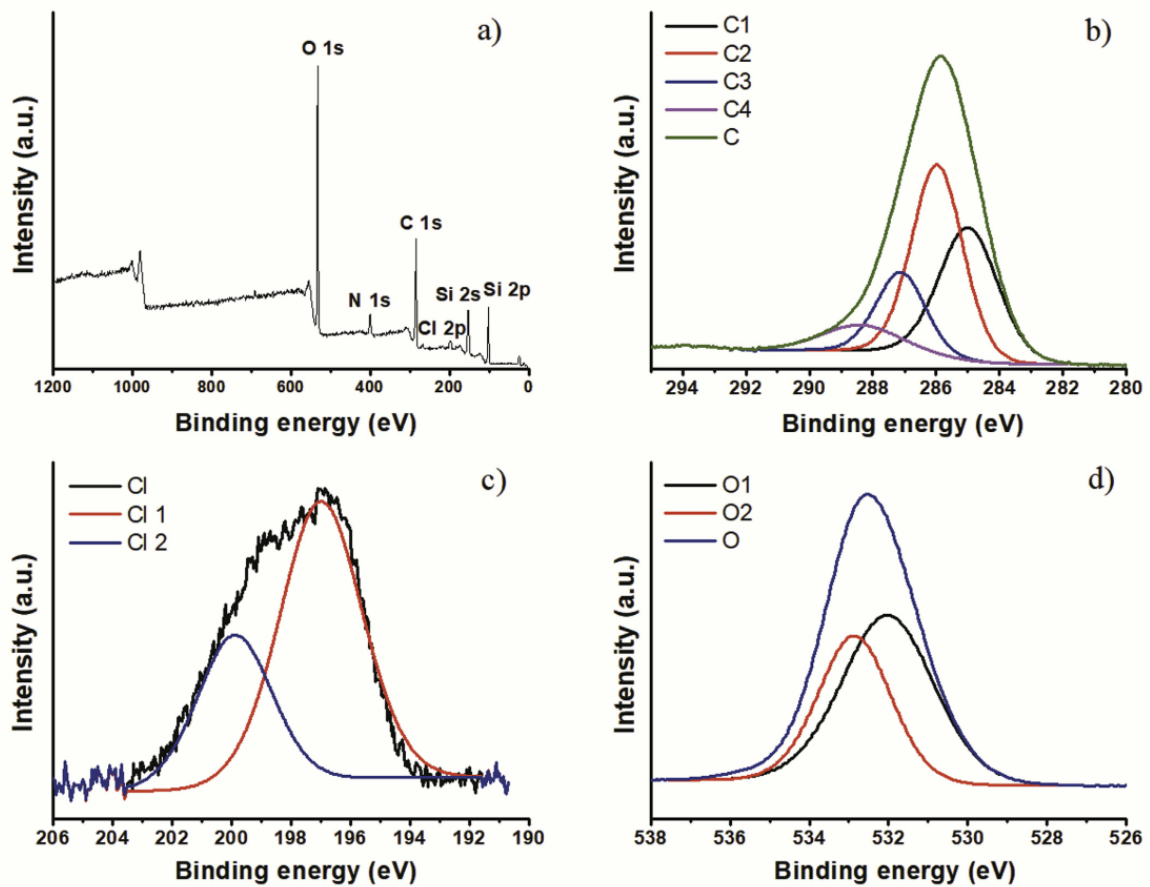 a)
O 1s
C 1s
N 1s
Si 2s
Si 2p
Cl 2p
Intensity (a.u.)
1200 1000 800 600 400 200 0
Binding energy (eV)
b)
C1
C2
C3
C4
C
Intensity (a.u.)
294 292 290 288 286 284 282 280
Binding energy (eV)
c)
Cl
Cl 1
Cl 2
Intensity (a.u.)
206 204 202 200 198 196 194 192 190
Binding energy (eV)
d)
O1
O2
O
Intensity (a.u.)
538 536 534 532 530 528 526
Binding energy (eV)